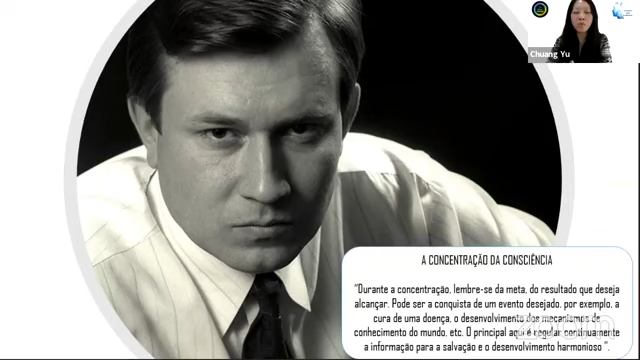 Chuang Yu
A CONCENTRAÇÃO DA CONSCIÊNCIA
"Durante a concentração, lembre-se da meta, do resultado que deseja
alcançar. Pode ser a conquista de um evento desejado, por exemplo, a
cura de uma doença, o desenvolvimento dos mecanismos de
conhecimento do mundo, etc. O principal aqui é emitir continuamente
a informação para a salvação e o desenvolvimento harmonioso ".
zoom